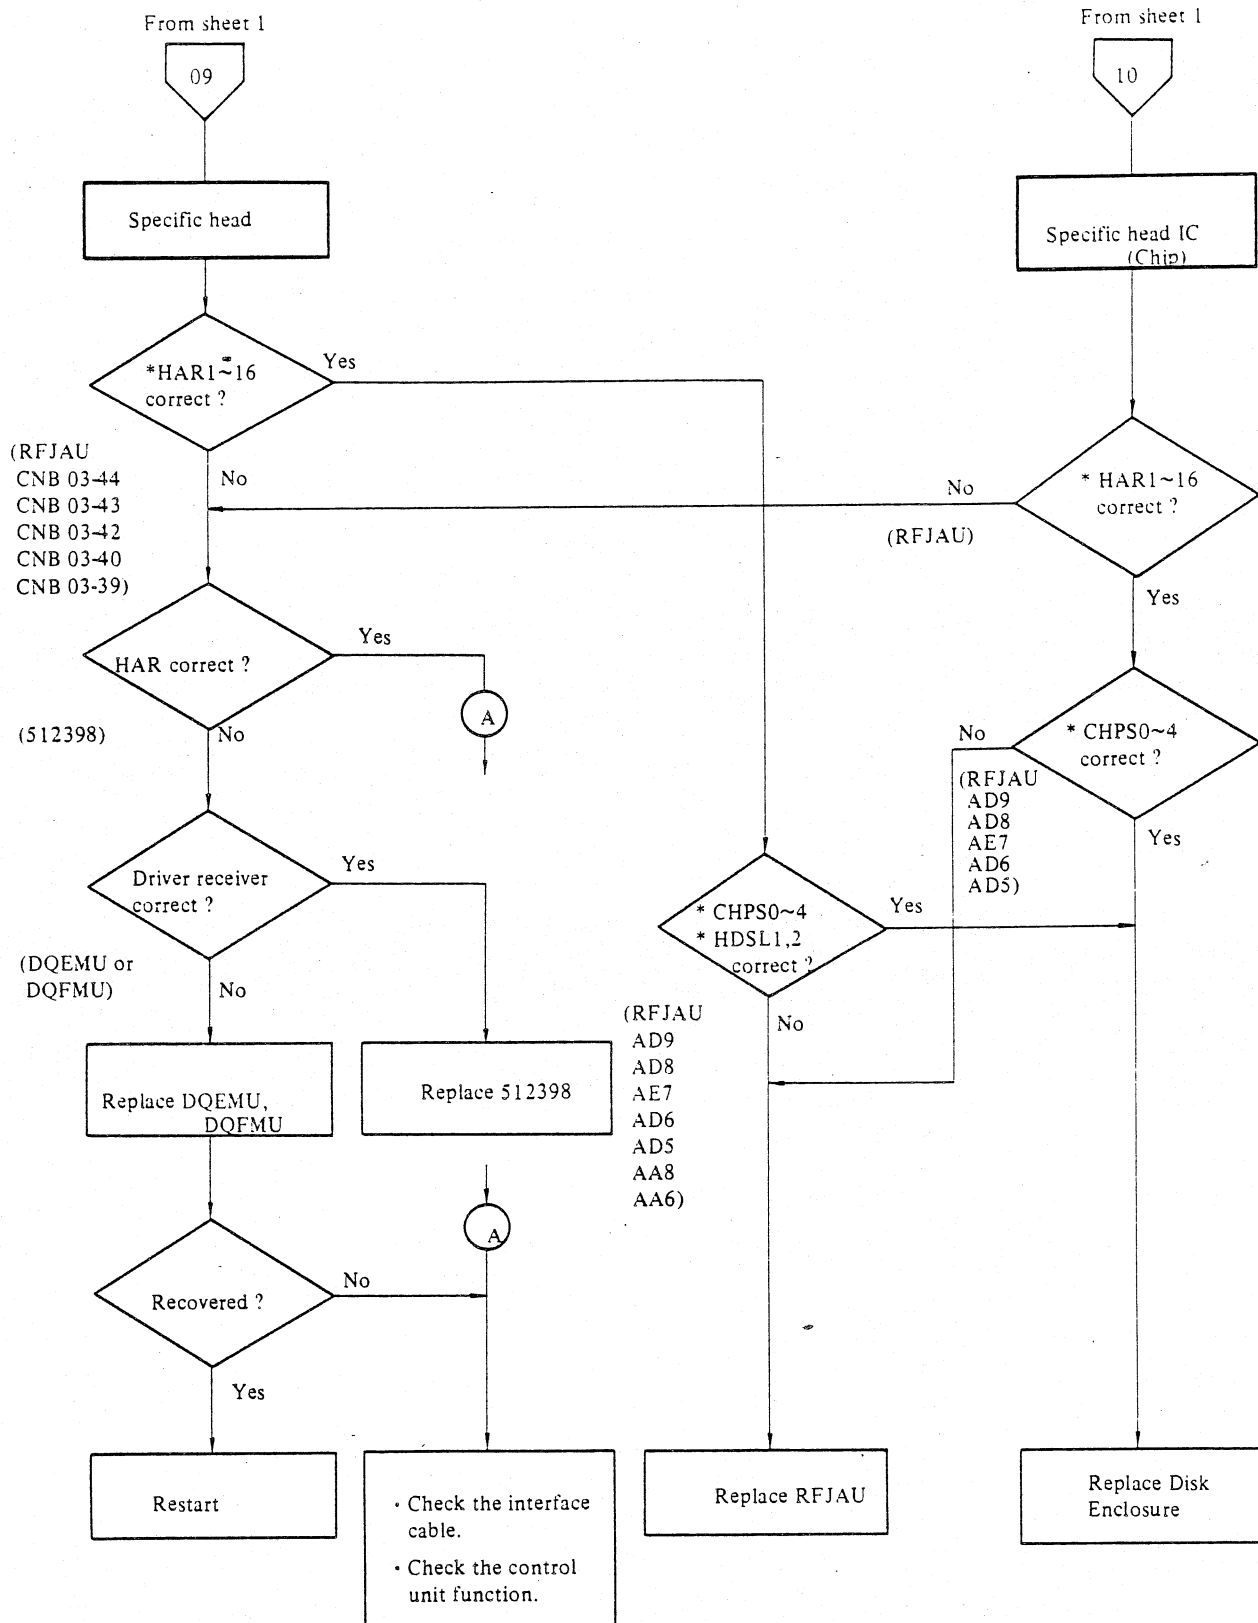 From sheet 1
09
Specific head
*HAR1~16
correct ?
Yes
No
(RFJAU
CNB 03-44
CNB 03-43
CNB 03-42
CNB 03-40
CNB 03-39)
HAR correct ?
Yes
A
(512398)
No
Driver receiver
correct ?
Yes
(DQEMU or
DQFMU)
No
Replace DQEMU,
DQFMU
Replace 512398
A
Recovered ?
No
Yes
Restart
· Check the interface
cable.
· Check the control
unit function.
From sheet 1
10
Specific head IC
(Chip)
* HAR1~16
correct ?
No
(RFJAU)
Yes
* CHPS0~4
correct ?
No
(RFJAU
AD9
AD8
AE7
AD6
AD5)
Yes
* CHPS0~4
* HDSL1,2
correct ?
Yes
No
(RFJAU
AD9
AD8
AE7
AD6
AD5
AA8
AA6)
Replace RFJAU
Replace Disk
Enclosure